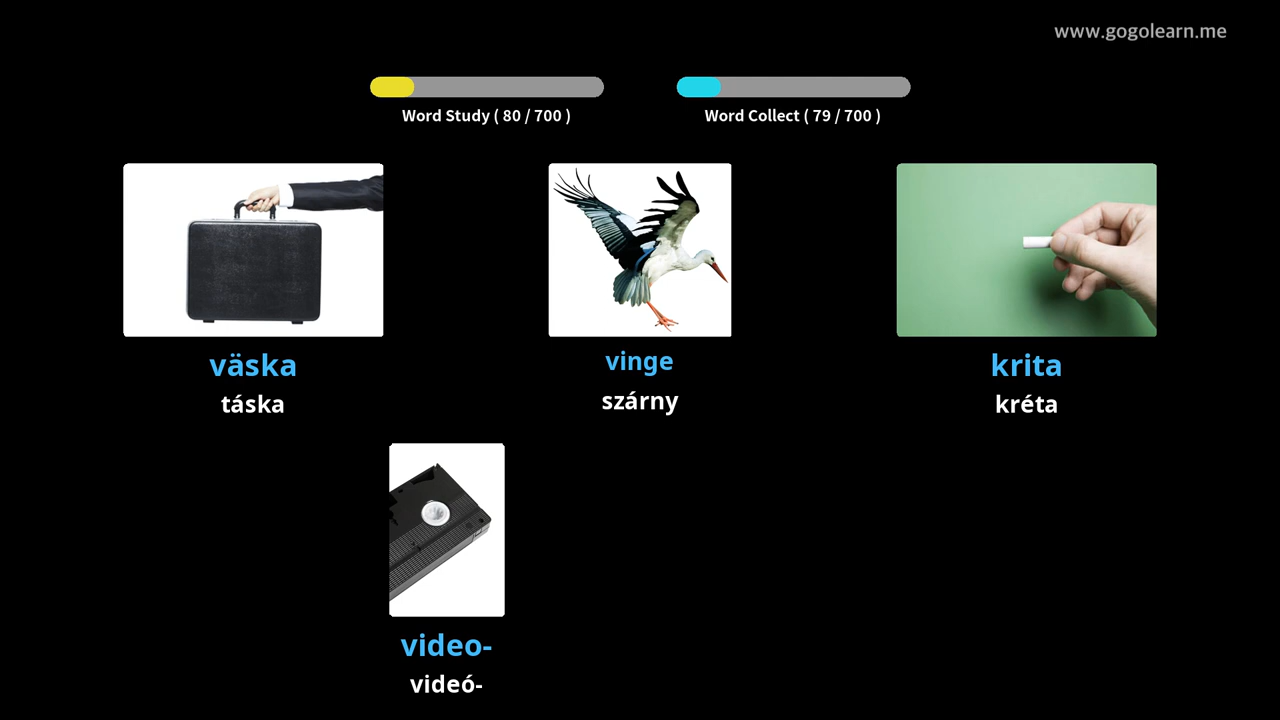 www.gogolearn.me
Word Study ( 80 / 700 )
Word Collect ( 79 / 700 )
väska
vinge
krita
táska
szárny
kréta
video-
videó-